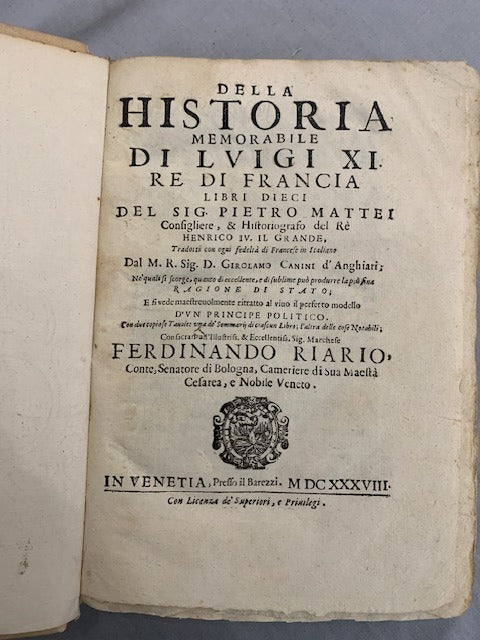 DELLA
HISTORIA
MEMORABILE
DI LVIGI XI.
RE DI FRANCIA
LIBRI DIECI
DEL SIG. PIETRO MATTEI
Consigliere, & Historiografo del Rè
HENRICO IV. IL GRANDE,
Tradotti con ogni fedeltà di Francese in Italiano
Dal M. R. Sig. D. GIROLAMO CANINI d'Anghiari;
Ne' quali si scorge, quanto di eccellente, e di sublime può produrre la più fina
RAGIONE DI STATO;
E si vede maestreuolmente ritratto al viuo il perfetto modello
D'VN PRINCIPE POLITICO.
Con due copiose Tauole: vna de' Sommarij di ciascun Libro; l'altra delle cose Notabili;
Consacrati all'Illustriss. & Eccellentiss. Sig. Marchese
FERDINANDO RIARIO,
Conte, Senatore di Bologna, Cameriere di Sua Maestà
Cesarea, e Nobile Veneto.
IN VENETIA, Presso il Barezzi. MDCXXXVIII.
Con Licenza de' Superiori, e Priuilegi.